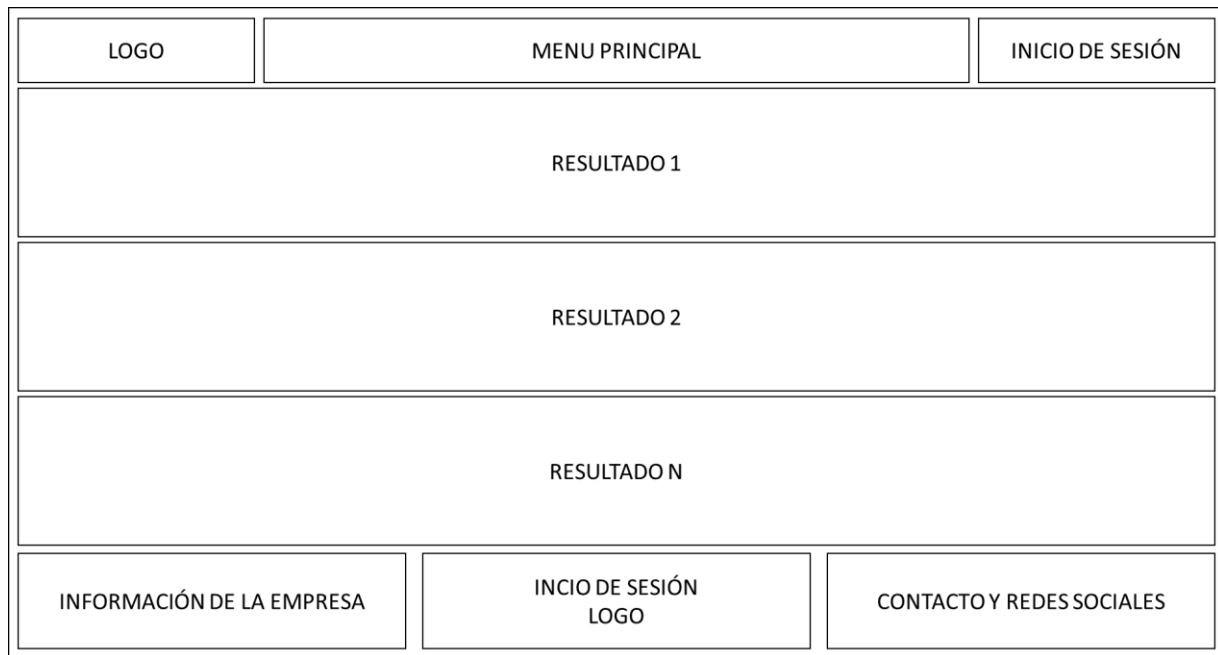 LOGO
MENU PRINCIPAL
INICIO DE SESIÓN
RESULTADO 1
RESULTADO 2
RESULTADO N
INFORMACIÓN DE LA EMPRESA
INCIO DE SESIÓN
LOGO
CONTACTO Y REDES SOCIALES